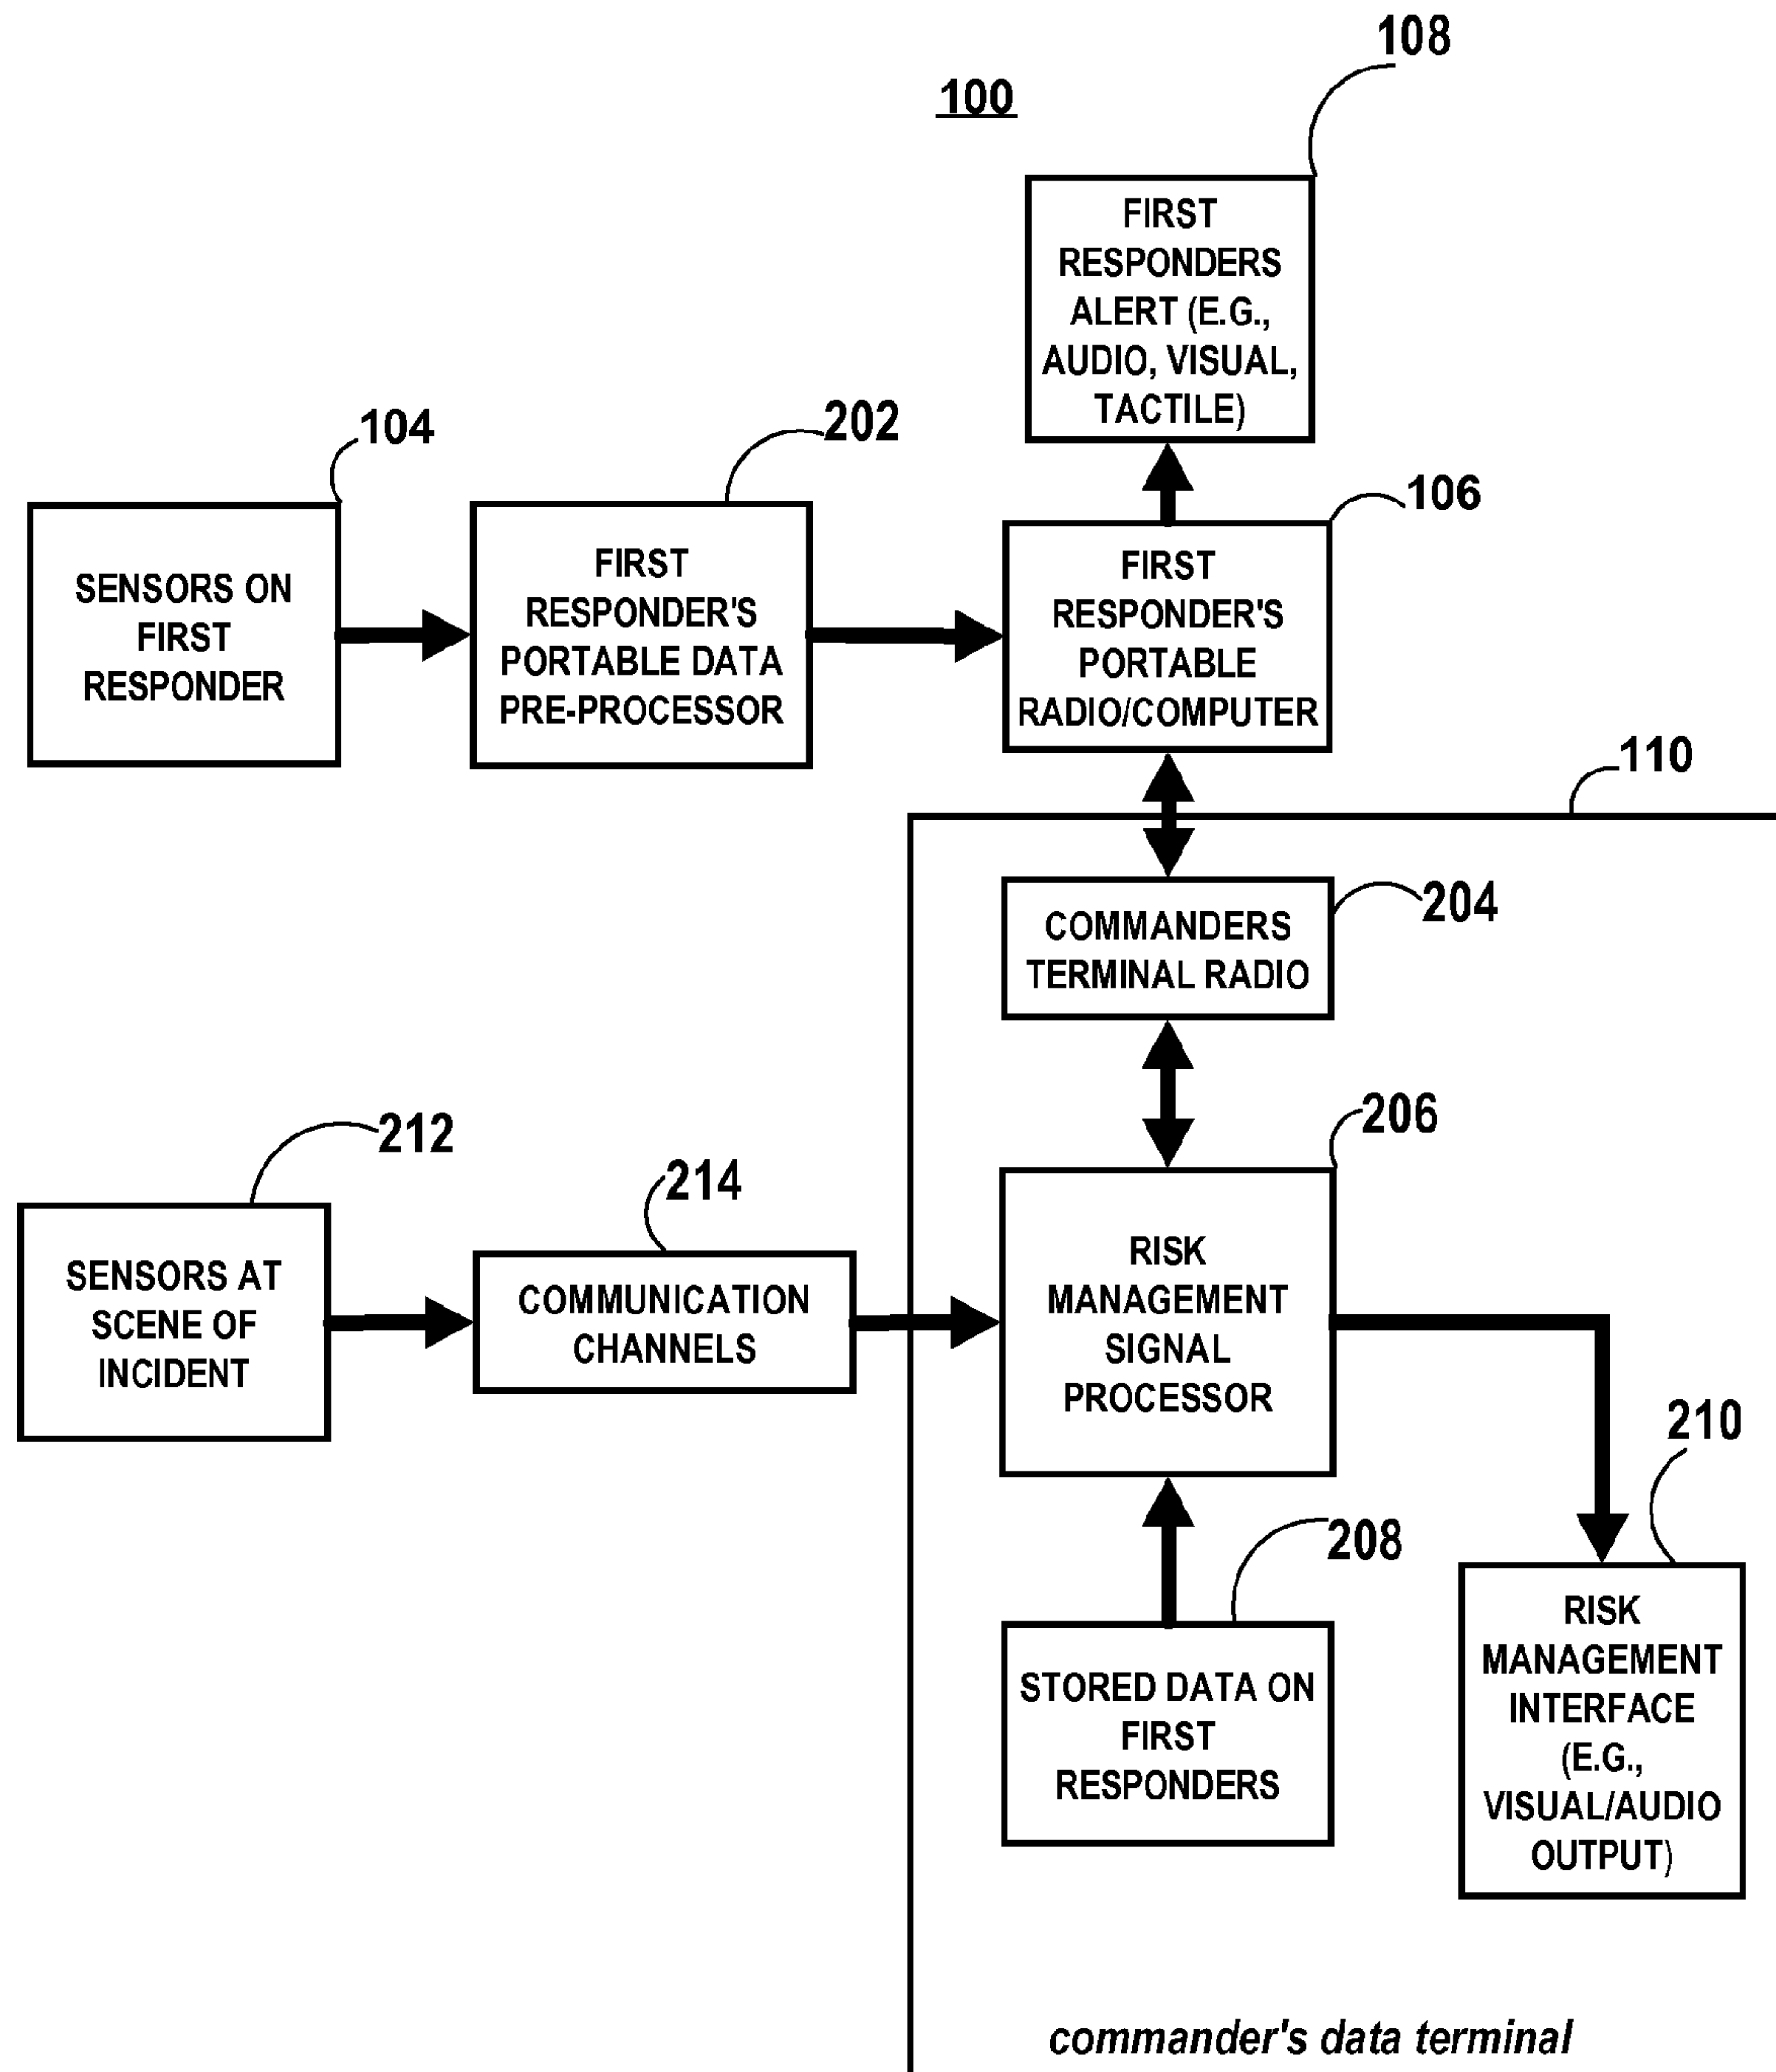 108
100
FIRST
RESPONDERS
ALERT (E.G.,
AUDIO, VISUAL,
TACTILE)
104
202
106
SENSORS ON
FIRST
RESPONDER
FIRST
RESPONDER'S
PORTABLE DATA
PRE-PROCESSOR
FIRST
RESPONDER'S
PORTABLE
RADIO/COMPUTER
110
204
COMMANDERS
TERMINAL RADIO
206
212
214
SENSORS AT
SCENE OF
INCIDENT
COMMUNICATION
CHANNELS
RISK
MANAGEMENT
SIGNAL
PROCESSOR
210
208
STORED DATA ON
FIRST
RESPONDERS
RISK
MANAGEMENT
INTERFACE
(E.G.,
VISUAL/AUDIO
OUTPUT)
commander's data terminal